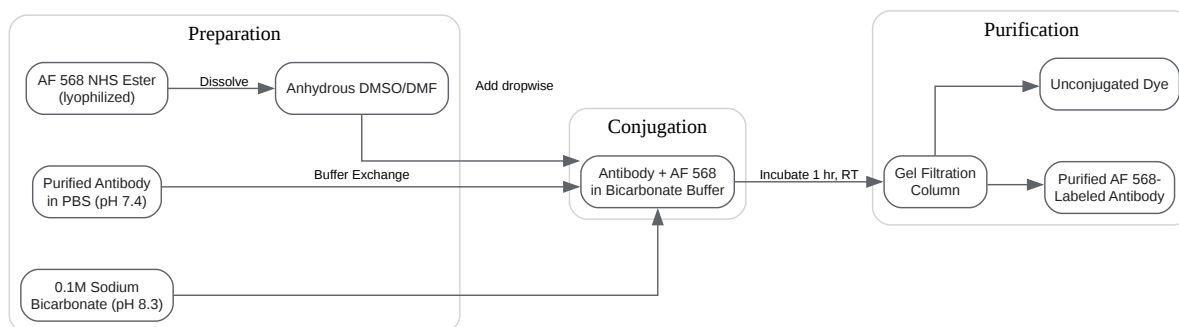 Preparation
AF 568 NHS Ester
(lyophilized)
Dissolve
Anhydrous DMSO/DMF
Add dropwise
Purified Antibody
in PBS (pH 7.4)
Buffer Exchange
0.1M Sodium
Bicarbonate (pH 8.3)
Conjugation
Antibody + AF 568
in Bicarbonate Buffer
Incubate 1 hr, RT
Purification
Gel Filtration
Column
Unconjugated Dye
Purified AF 568-
Labeled Antibody